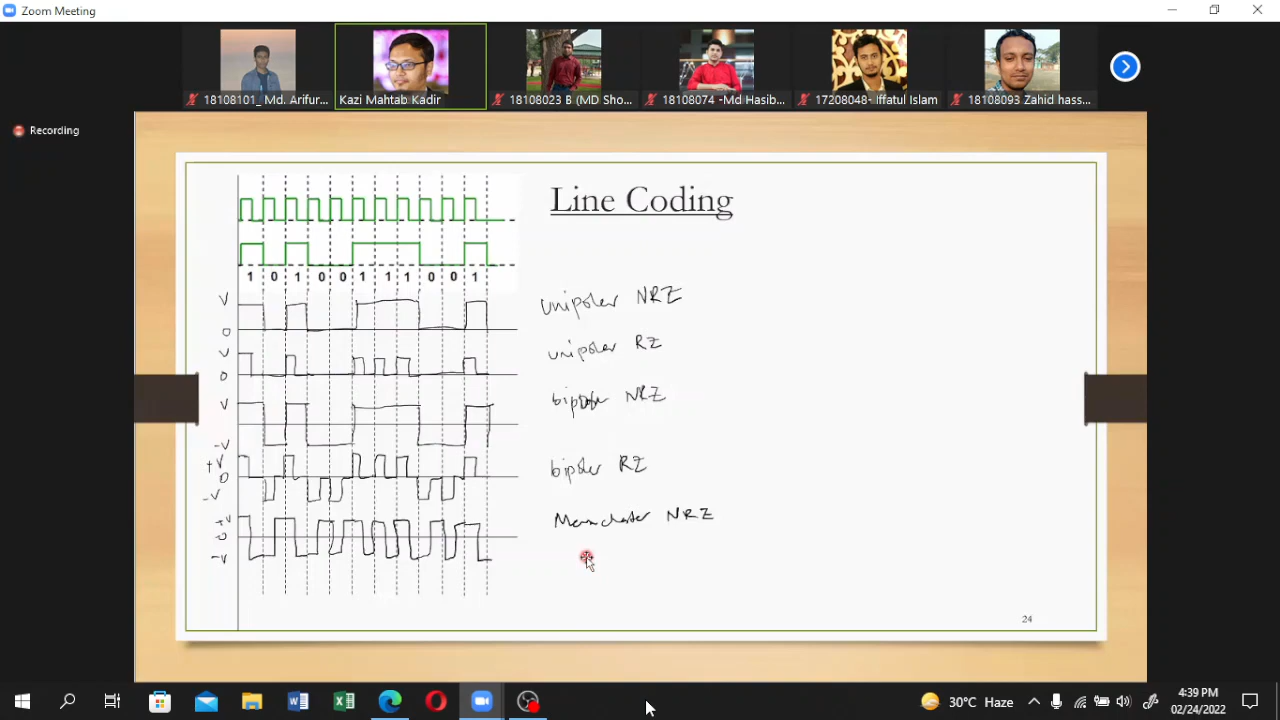 Zoom Meeting
18108101_ Md. Arifur...
Kazi Mahtab Kadir
18108023 B (MD Sho...
18108074 -Md Hasib...
17208048- Iffatul Islam
18108093 Zahid hass...
Recording
Line Coding
1 0 1 0 0 1 1 1 0 0 1
V
0
unipolar NRZ
V
0
unipolar RZ
V
-V
bipolar NRZ
+V
0
-V
bipolar RZ
+V
0
-V
Manchester NRZ
24
30°C Haze
4:39 PM
02/24/2022